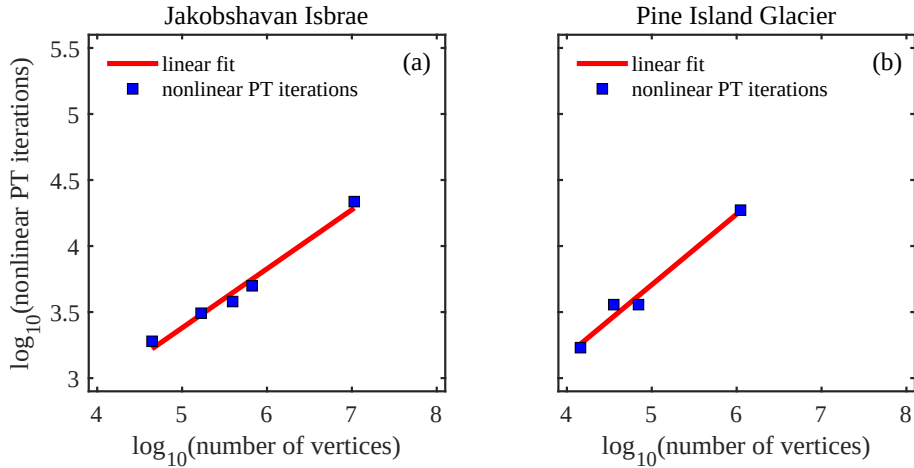 Jakobshavan Isbrae
(a)
linear fit
nonlinear PT iterations
log10(nonlinear PT iterations)
5.5
5
4.5
4
3.5
3
4 5 6 7 8
log10(number of vertices)
Pine Island Glacier
(b)
linear fit
nonlinear PT iterations
4 5 6 7 8
log10(number of vertices)